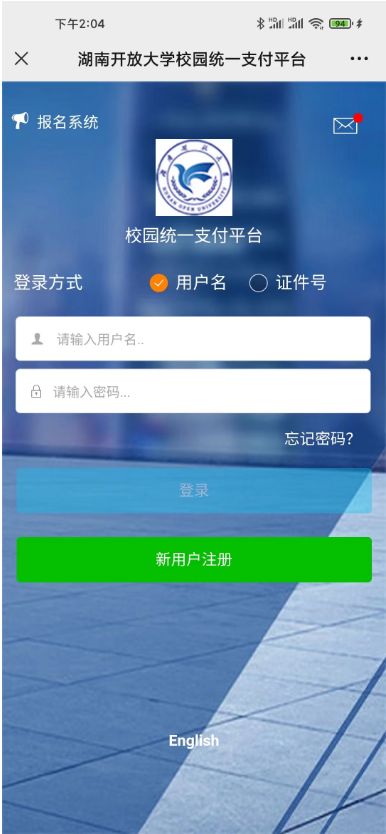 下午2:04
94
湖南开放大学校园统一支付平台
报名系统
HUNAN OPEN UNIVERSITY
校园统一支付平台
登录方式
用户名
证件号
请输入用户名..
请输入密码...
忘记密码?
登录
新用户注册
English